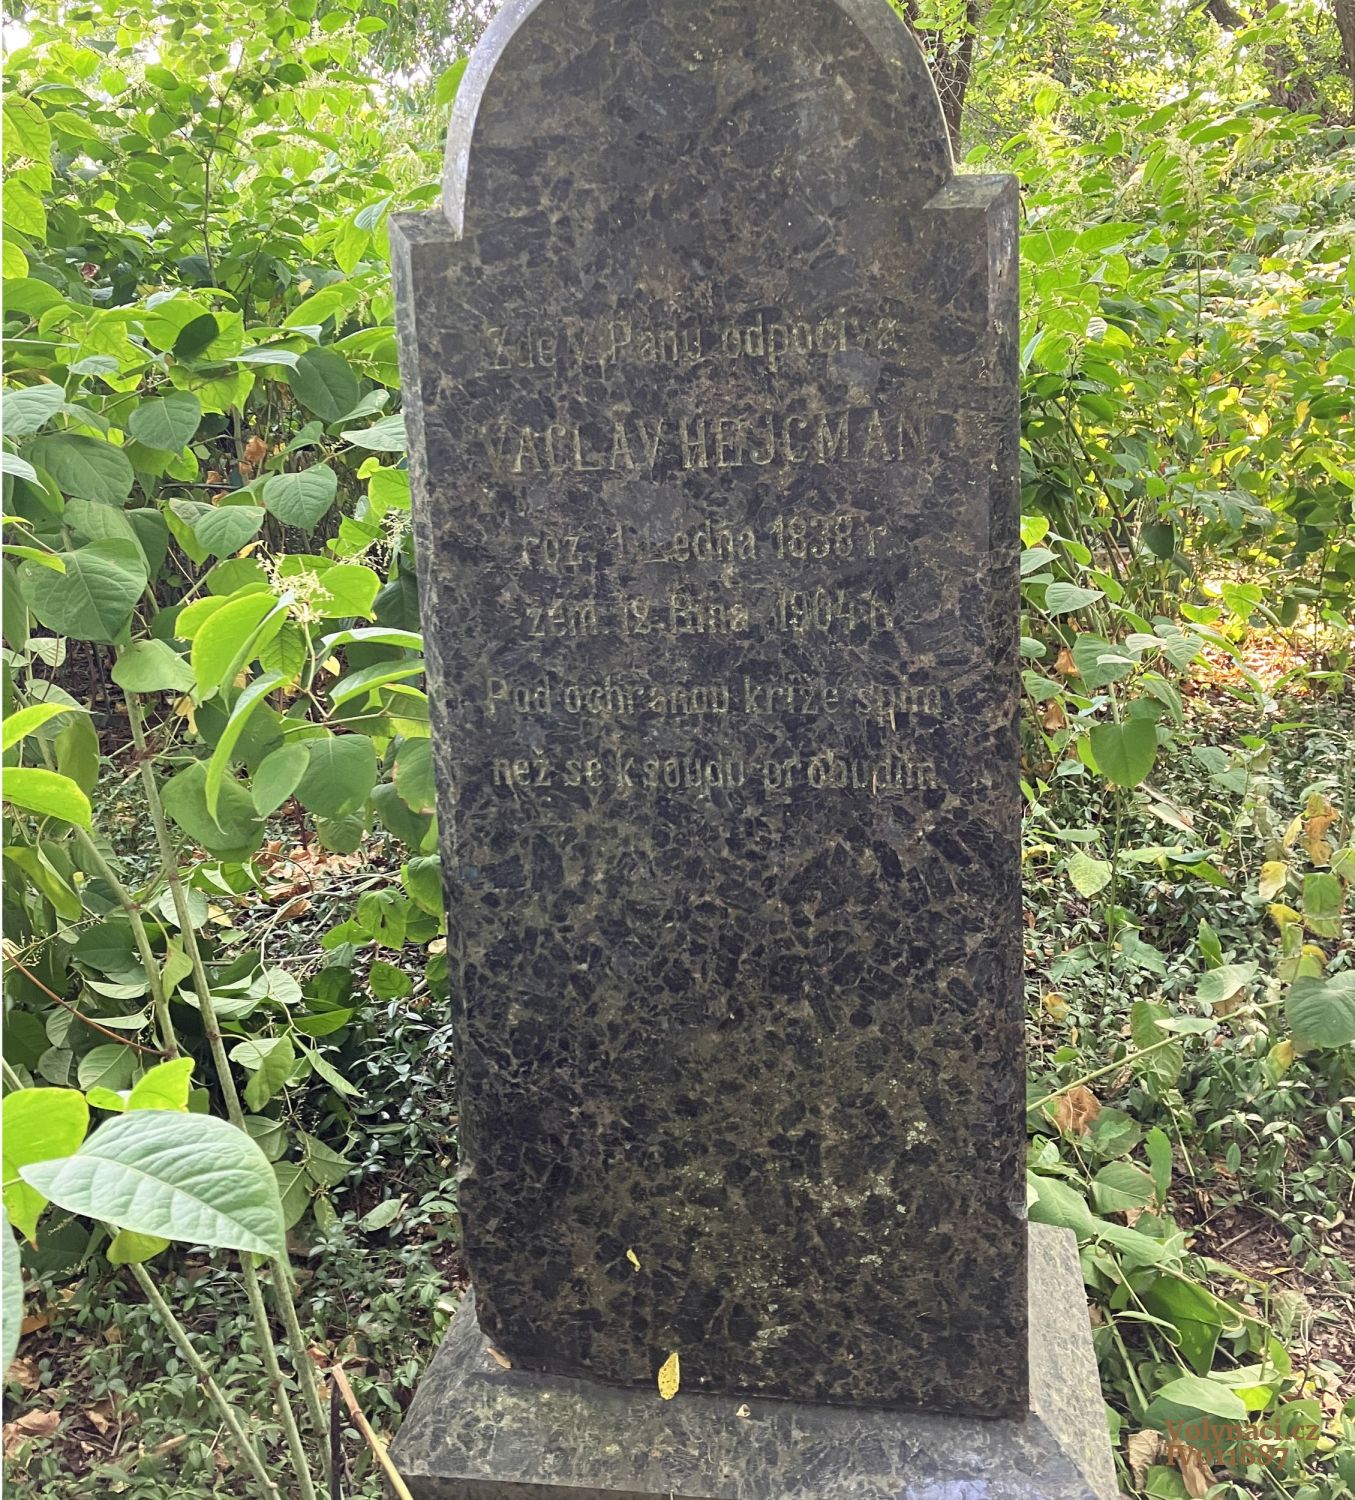 Zde v Pánu odpočívá
VÁCLAV HEJCMAN
roz. 1. Ledna 1838 r.
zem. 12. Října 1904 r.
Pod ochranou kříže spím
než se k soudu probudím.
Volynaci.cz
Ivo11887